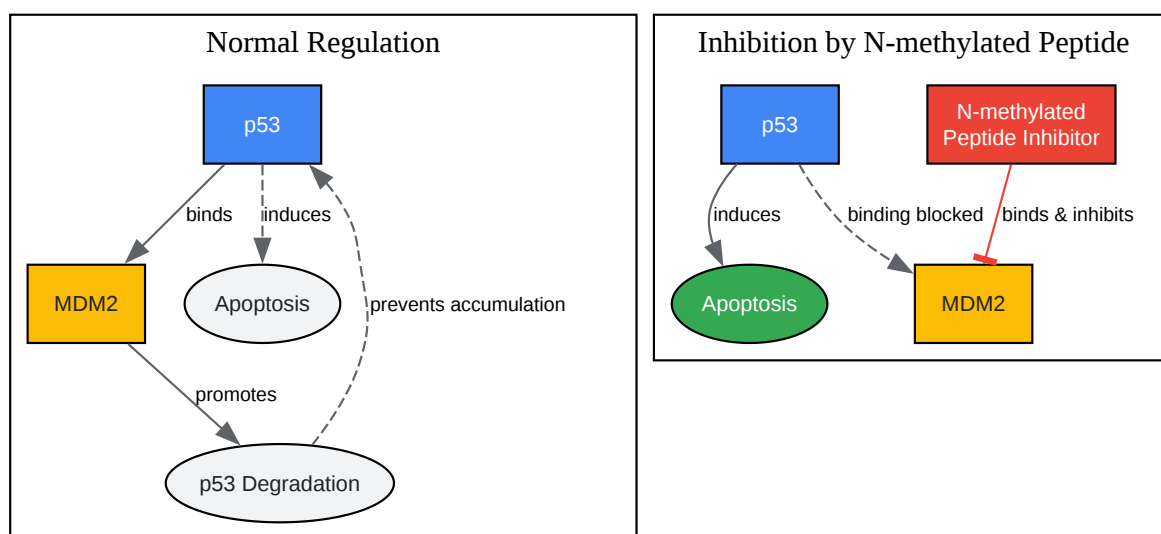 Normal Regulation
p53
binds
induces
MDM2
Apoptosis
prevents accumulation
promotes
p53 Degradation
Inhibition by N-methylated Peptide
p53
N-methylated
Peptide Inhibitor
induces
binding blocked
binds & inhibits
Apoptosis
MDM2